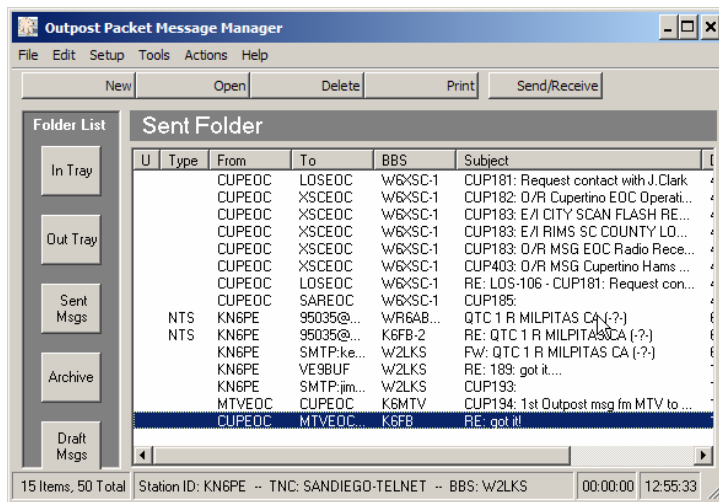 Outpost Packet Message Manager
File Edit Setup Tools Actions Help
New Open Delete Print Send/Receive
Folder List
Sent Folder
In Tray
Out Tray
Sent Msgs
Archive
Draft Msgs
U Type From To BBS Subject
CUPEOC LOSEOC W6XSC-1 CUP181: Request contact with J.Clark
CUPEOC XSCEOC W6XSC-1 CUP182: O/R Cupertino EOC Operati...
CUPEOC XSCEOC W6XSC-1 CUP183: E/I CITY SCAN FLASH RE...
CUPEOC XSCEOC W6XSC-1 CUP183: E/I RIMS SC COUNTY LO...
CUPEOC XSCEOC W6XSC-1 CUP183: O/R MSG EOC Radio Rece...
CUPEOC XSCEOC W6XSC-1 CUP403: O/R MSG Cupertino Hams ...
CUPEOC LOSEOC W6XSC-1 RE: LOS-106 - CUP181: Request con...
CUPEOC SAREOC W6XSC-1 CUP185:
NTS KN6PE 95035@... WR6AB... QTC 1 R MILPITAS CA (-?-)
NTS KN6PE 95035@... K6FB-2 RE: QTC 1 R MILPITAS CA (-?-)
KN6PE SMTP:ke... W2LKS FW: QTC 1 R MILPITAS CA (-?-)
KN6PE VE9BUF W2LKS RE: 189: got it....
KN6PE SMTP:jim... W2LKS CUP193:
MTVEOC CUPEOC K6MTV CUP194: 1st Outpost msg fm MTV to ...
CUPEOC MTVEOC... K6FB RE: got it!
15 Items, 50 Total Station ID: KN6PE -- TNC: SANDIEGO-TELNET -- BBS: W2LKS 00:00:00 12:55:33